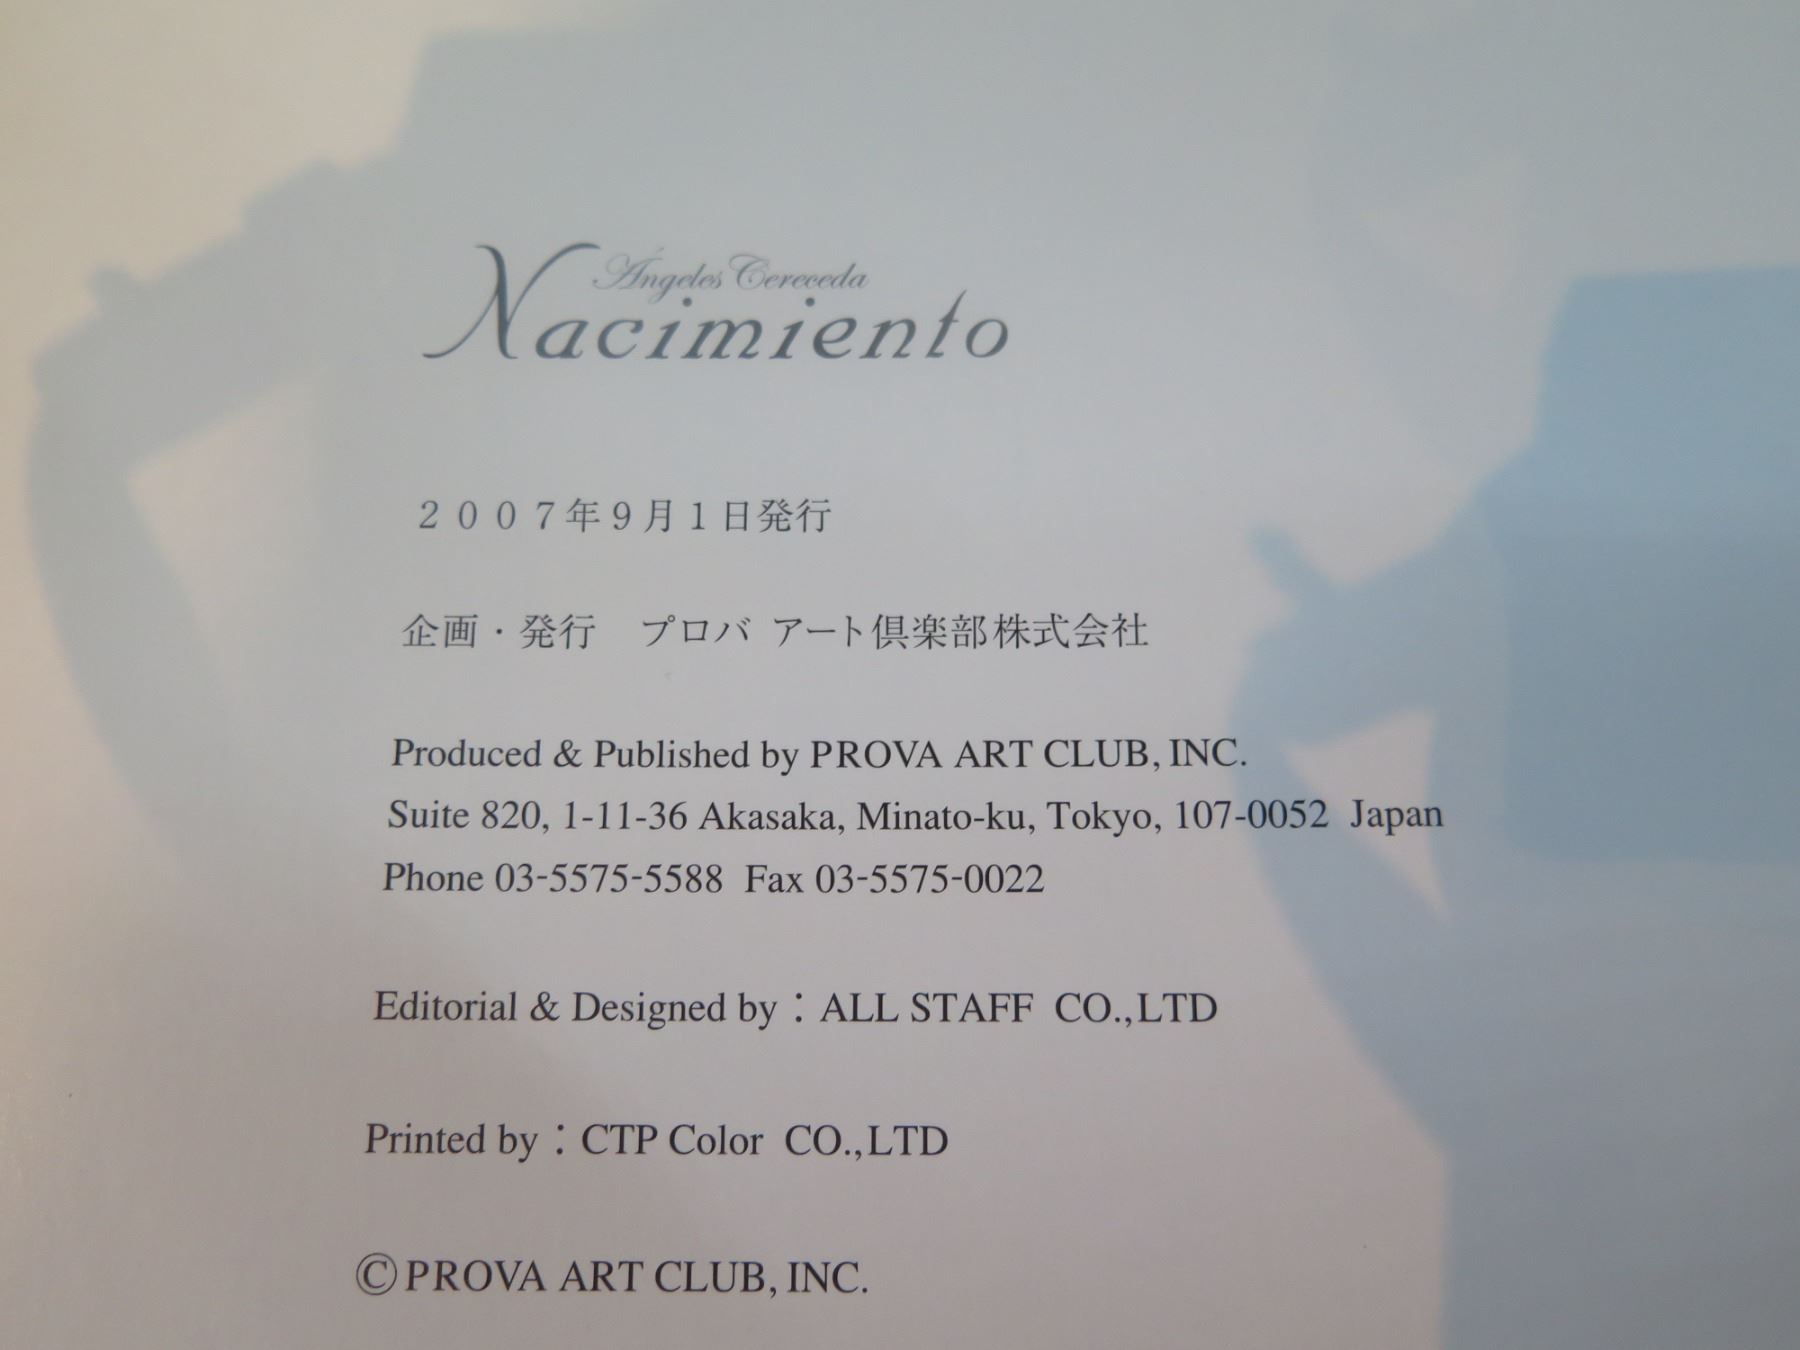 Ángeles Cereceda
Nacimiento
２００７年９月１日発行
企画・発行　プロバ アート倶楽部株式会社
Produced & Published by PROVA ART CLUB, INC.
Suite 820, 1-11-36 Akasaka, Minato-ku, Tokyo, 107-0052 Japan
Phone 03-5575-5588 Fax 03-5575-0022
Editorial & Designed by：ALL STAFF CO.,LTD
Printed by：CTP Color CO.,LTD
©PROVA ART CLUB, INC.